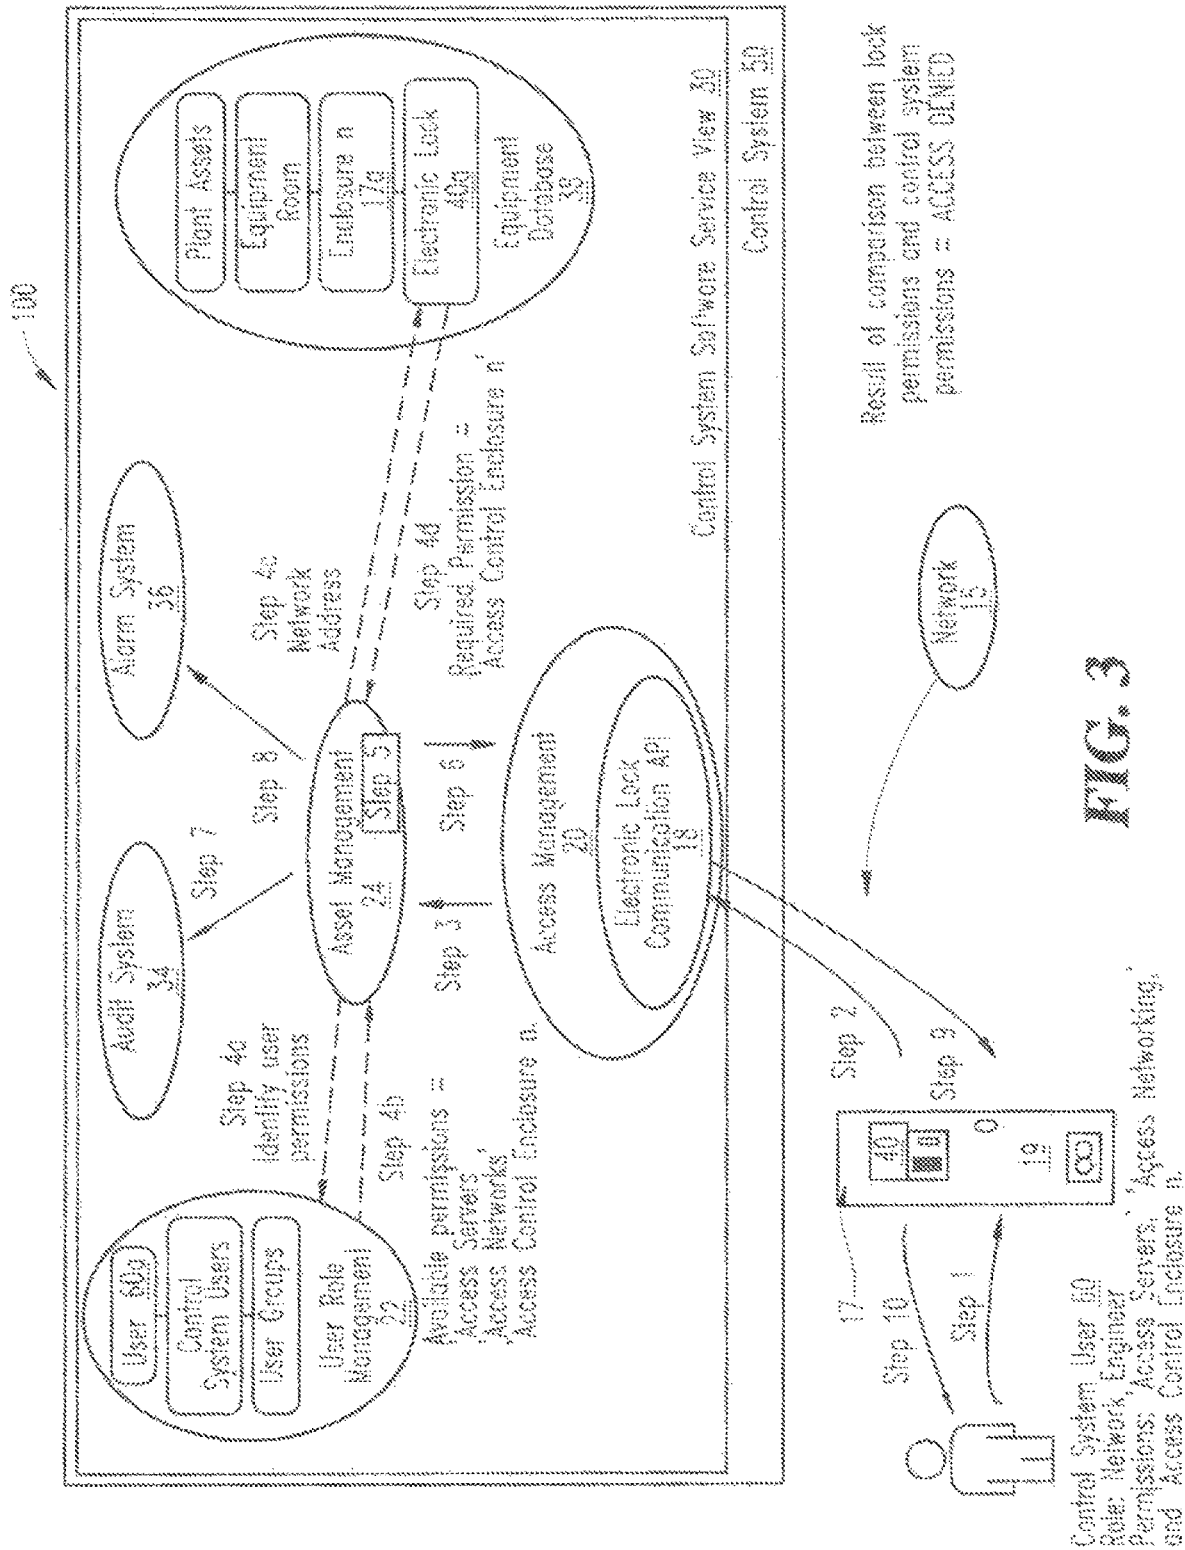 100
Audit System
34
Alarm System
36
User 60a
Control
System Users
User Groups
User Role
Management
22
Step 4a
Identify user
permissions
Step 4b
Available permissions =
'Access Servers'
'Access Networks'
'Access Control Enclosure n.
Step 7
Step 8
Asset Management
24
Step 5
Step 3
Step 6
Step 4c
Network
Address
Step 4d
Required Permission =
'Access Control Enclosure n'
Plant Assets
Equipment
Room
Enclosure n
17a
Electronic Lock
40a
Equipment
Database
38
Access Management
20
Electronic Lock
Communication API
18
Control System Software Service View 30
Control System 50
Step 2
Step 9
Network
15
Result of comparison between lock
permissions and control system
permissions = ACCESS DENIED
17
40
19
Step 10
Step 1
Control System User 60
Role: Network Engineer
Permissions: 'Access Servers,' 'Access Networking,'
and 'Access Control Enclosure n.
FIG. 3